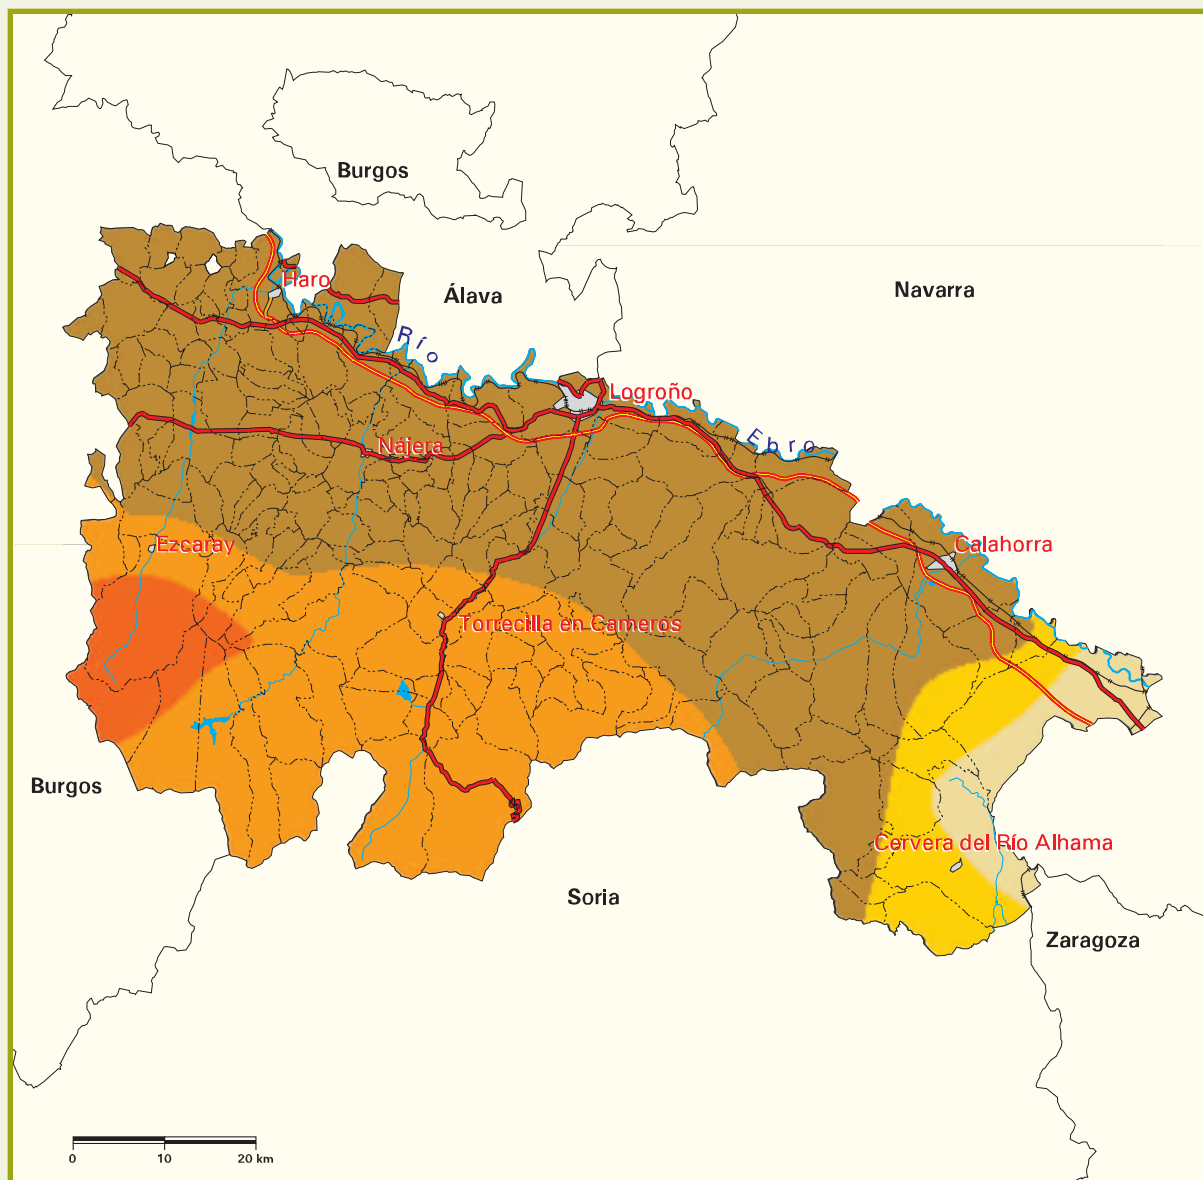 Burgos
Álava
Navarra
Haro
Río
Logroño
Ebro
Nájera
Ezcaray
Calahorra
Torrecilla en Cameros
Burgos
Cervera del Río Alhama
Soria
Zaragoza
0 10 20 km